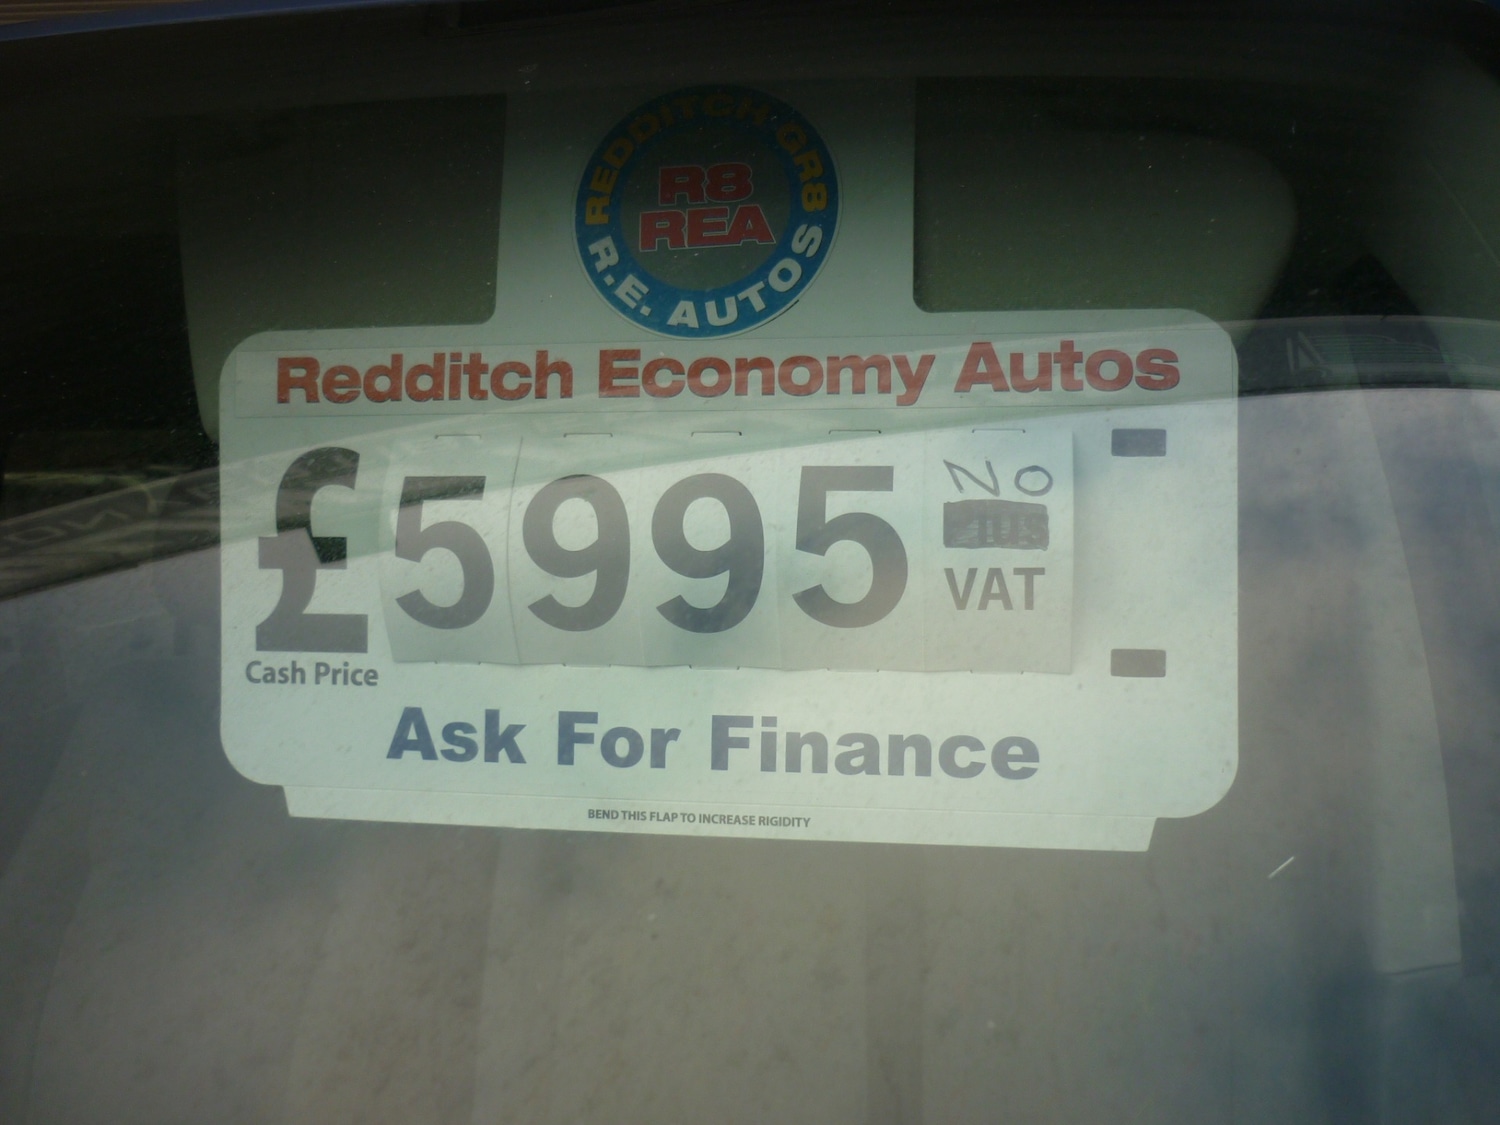 REDDITCH GR8
R8
REA
R.E. AUTOS
Redditch Economy Autos
£5995
NO
Plus
VAT
Cash Price
Ask For Finance
BEND THIS FLAP TO INCREASE RIGIDITY